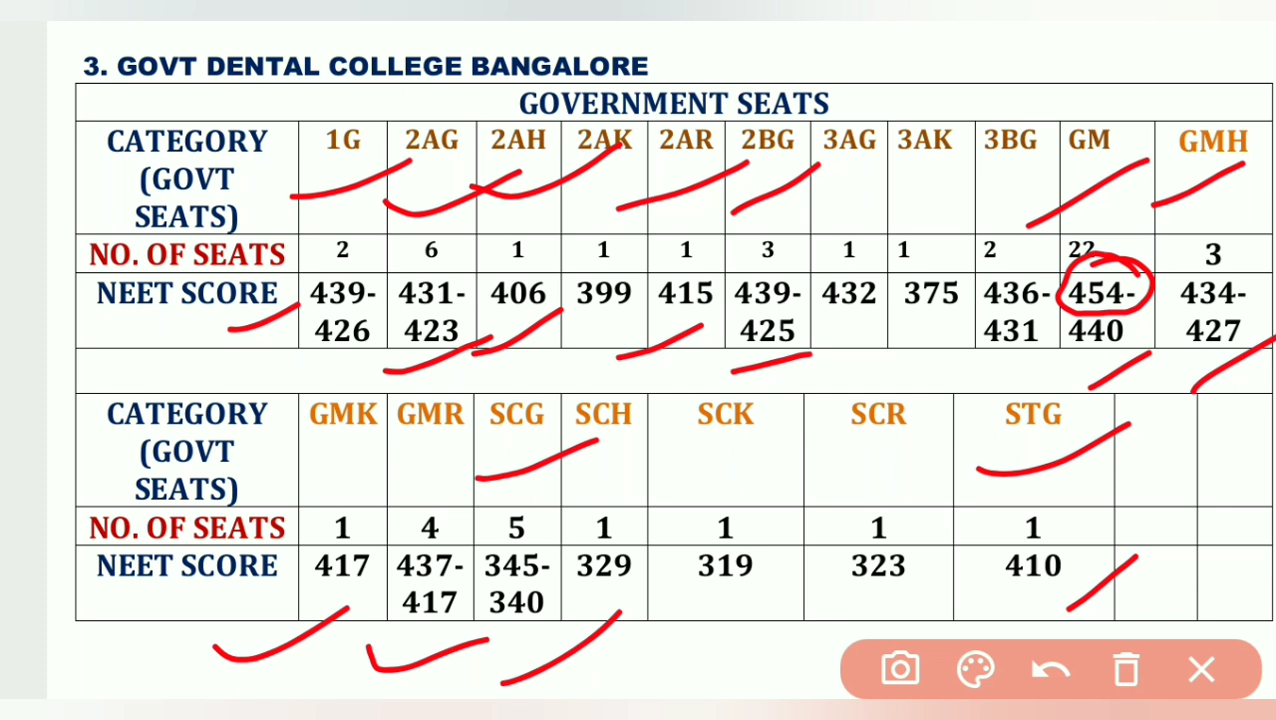 3. GOVT DENTAL COLLEGE BANGALORE
GOVERNMENT SEATS
CATEGORY (GOVT SEATS) 1G 2AG 2AH 2AK 2AR 2BG 3AG 3AK 3BG GM GMH
NO. OF SEATS 2 6 1 1 1 3 1 1 2 22 3
NEET SCORE 439-426 431-423 406 399 415 439-425 432 375 436-431 454-440 434-427
CATEGORY (GOVT SEATS) GMK GMR SCG SCH SCK SCR STG
NO. OF SEATS 1 4 5 1 1 1 1
NEET SCORE 417 437-417 345-340 329 319 323 410